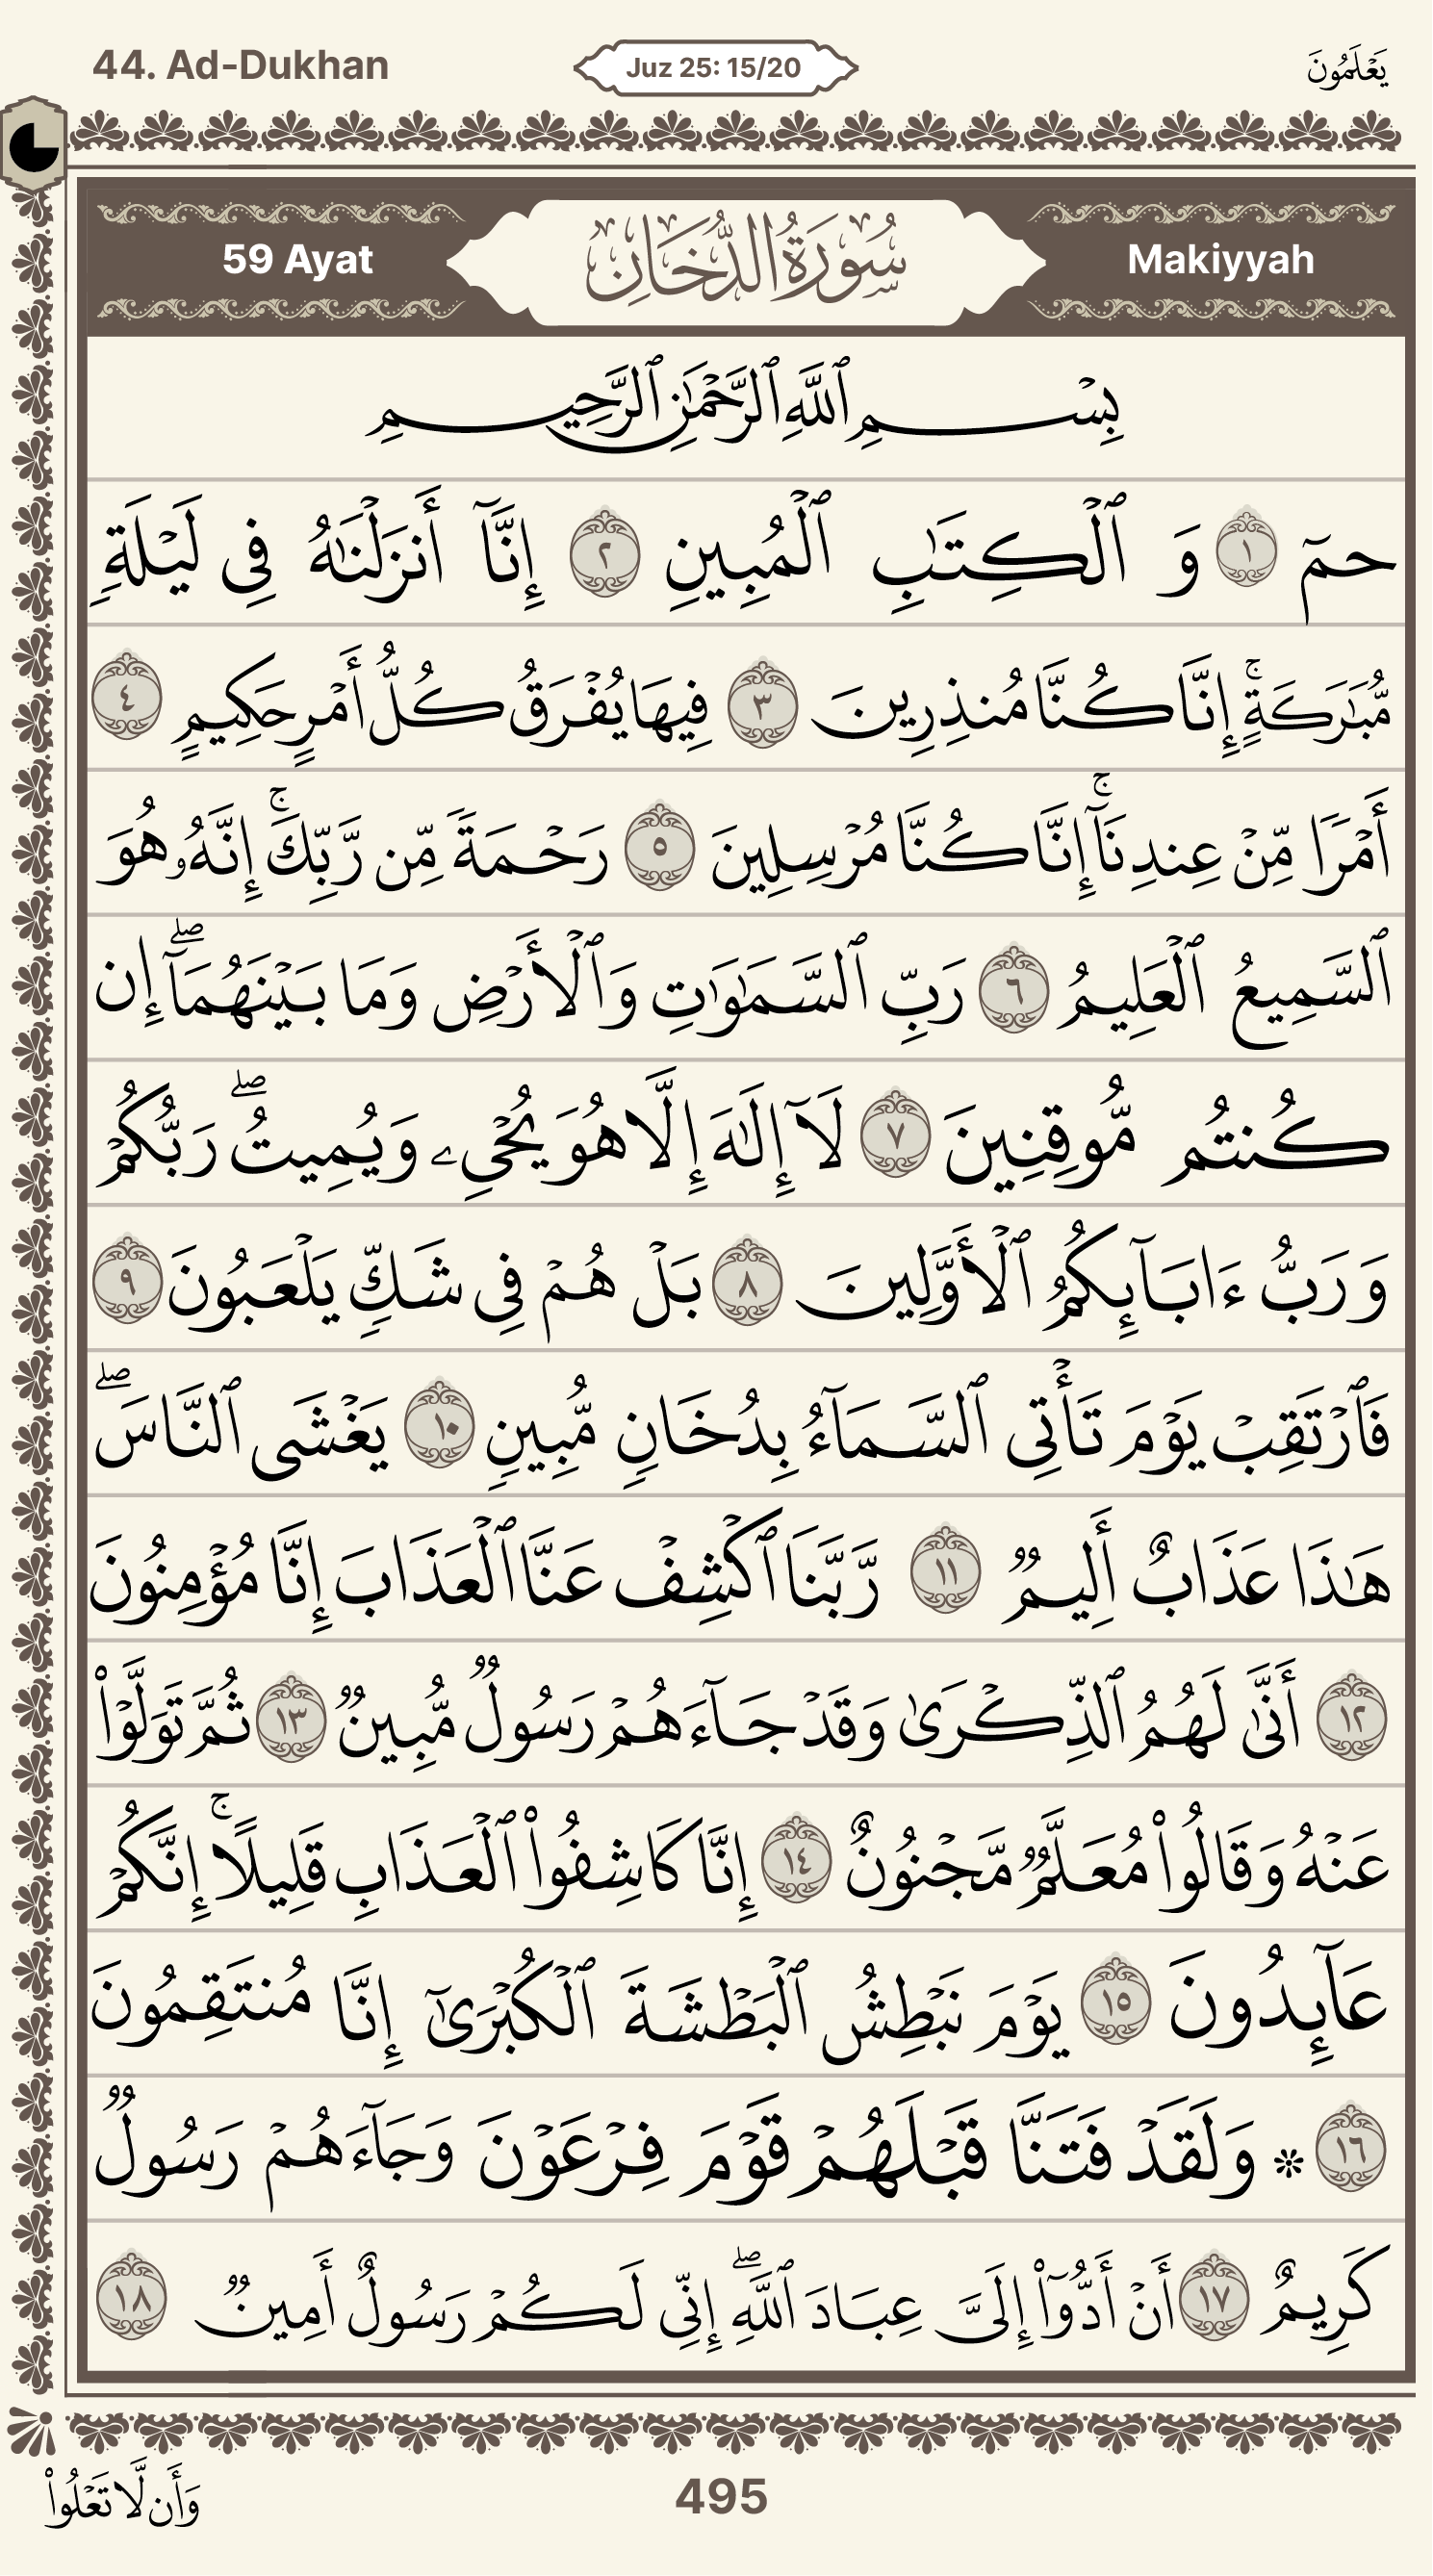 44. Ad-Dukhan
Juz 25: 15/20
يَعْلَمُونَ
59 Ayat
سُورَةُ الدُّخَانِ
Makiyyah
بِسْمِ ٱللَّهِ ٱلرَّحْمَٰنِ ٱلرَّحِيمِ
حمٓ ١ وَ ٱلْكِتَٰبِ ٱلْمُبِينِ ٢ إِنَّآ أَنزَلْنَٰهُ فِى لَيْلَةٍ
مُّبَٰرَكَةٍ ۚ إِنَّا كُنَّا مُنذِرِينَ ٣ فِيهَا يُفْرَقُ كُلُّ أَمْرٍ حَكِيمٍ ٤
أَمْرًا مِّنْ عِندِنَآ ۚ إِنَّا كُنَّا مُرْسِلِينَ ٥ رَحْمَةً مِّن رَّبِّكَ ۚ إِنَّهُۥ هُوَ
ٱلسَّمِيعُ ٱلْعَلِيمُ ٦ رَبِّ ٱلسَّمَٰوَٰتِ وَٱلْأَرْضِ وَمَا بَيْنَهُمَآ ۖ إِن
كُنتُم مُّوقِنِينَ ٧ لَآ إِلَٰهَ إِلَّا هُوَ يُحْىِۦ وَيُمِيتُ ۖ رَبُّكُمْ
وَرَبُّ ءَابَآئِكُمُ ٱلْأَوَّلِينَ ٨ بَلْ هُمْ فِى شَكٍّ يَلْعَبُونَ ٩
فَٱرْتَقِبْ يَوْمَ تَأْتِى ٱلسَّمَآءُ بِدُخَانٍ مُّبِينٍ ١٠ يَغْشَى ٱلنَّاسَ ۖ
هَٰذَا عَذَابٌ أَلِيمٌ ١١ رَّبَّنَا ٱكْشِفْ عَنَّا ٱلْعَذَابَ إِنَّا مُؤْمِنُونَ
١٢ أَنَّىٰ لَهُمُ ٱلذِّكْرَىٰ وَقَدْ جَآءَهُمْ رَسُولٌ مُّبِينٌ ١٣ ثُمَّ تَوَلَّوْا۟
عَنْهُ وَقَالُوا۟ مُعَلَّمٌ مَّجْنُونٌ ١٤ إِنَّا كَاشِفُوا۟ ٱلْعَذَابِ قَلِيلًا ۚ إِنَّكُمْ
عَآئِدُونَ ١٥ يَوْمَ نَبْطِشُ ٱلْبَطْشَةَ ٱلْكُبْرَىٰٓ إِنَّا مُنتَقِمُونَ
١٦ * وَلَقَدْ فَتَنَّا قَبْلَهُمْ قَوْمَ فِرْعَوْنَ وَجَآءَهُمْ رَسُولٌ
كَرِيمٌ ١٧ أَنْ أَدُّوٓا۟ إِلَىَّ عِبَادَ ٱللَّهِ ۖ إِنِّى لَكُمْ رَسُولٌ أَمِينٌ ١٨
وَأَن لَّا تَعْلُوا۟
495